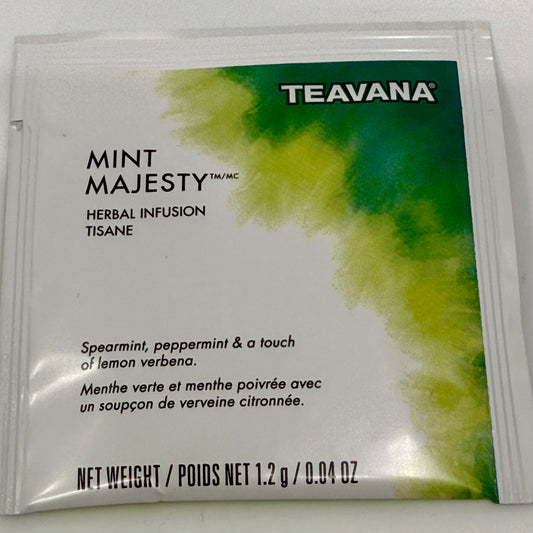 TEAVANA®
MINT
MAJESTY™/MC
HERBAL INFUSION
TISANE
Spearmint, peppermint & a touch
of lemon verbena.
Menthe verte et menthe poivrée avec
un soupçon de verveine citronnée.
NET WEIGHT / POIDS NET 1.2 g / 0.04 OZ